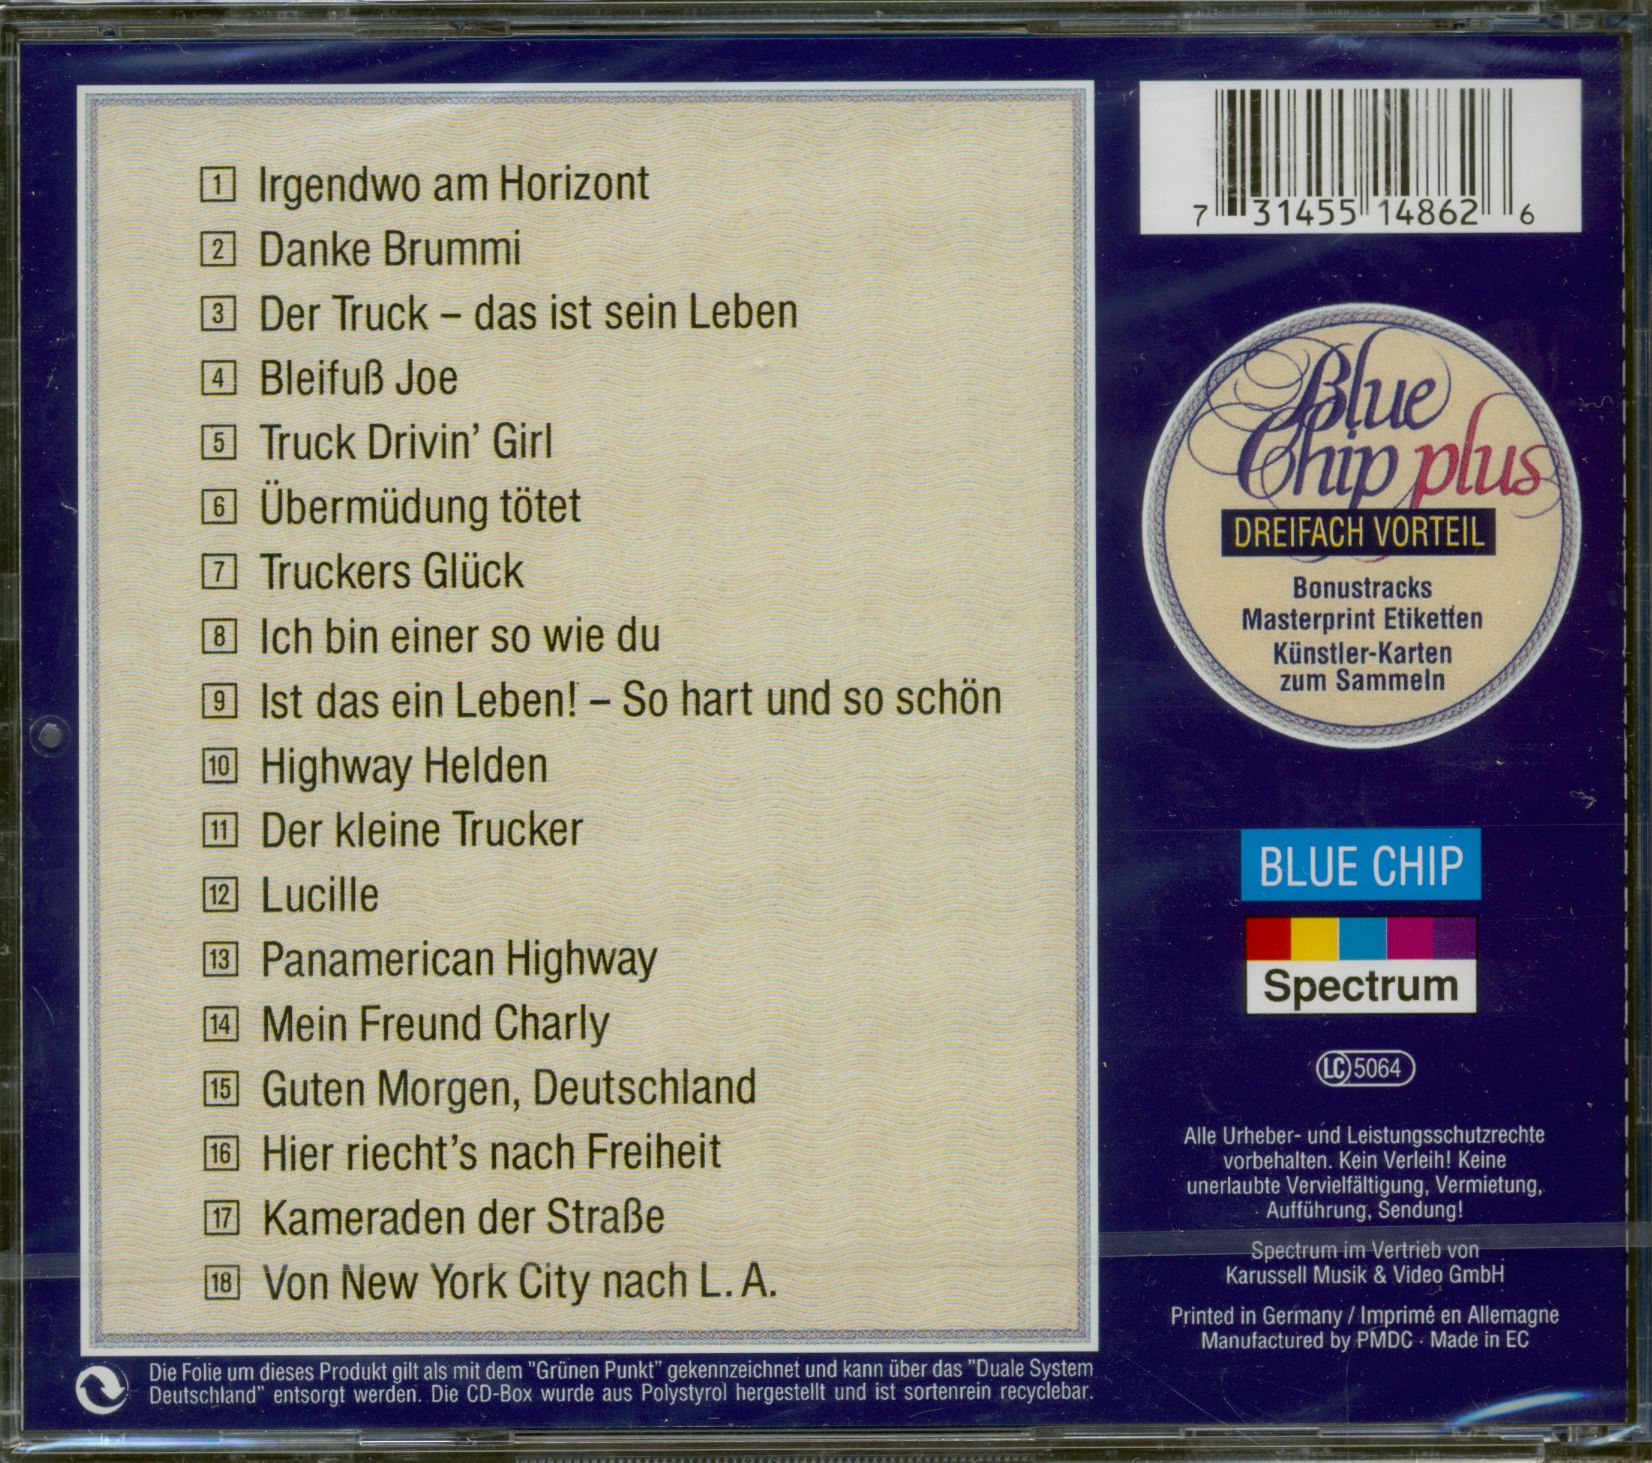 1 Irgendwo am Horizont
2 Danke Brummi
3 Der Truck – das ist sein Leben
4 Bleifuß Joe
5 Truck Drivin' Girl
6 Übermüdung tötet
7 Truckers Glück
8 Ich bin einer so wie du
9 Ist das ein Leben! – So hart und so schön
10 Highway Helden
11 Der kleine Trucker
12 Lucille
13 Panamerican Highway
14 Mein Freund Charly
15 Guten Morgen, Deutschland
16 Hier riecht's nach Freiheit
17 Kameraden der Straße
18 Von New York City nach L. A.
Die Folie um dieses Produkt gilt als mit dem "Grünen Punkt" gekennzeichnet und kann über das "Duale System
Deutschland" entsorgt werden. Die CD-Box wurde aus Polystyrol hergestellt und ist sortenrein recyclebar.
7 31455 14862 6
Blue
Chip plus
DREIFACH VORTEIL
Bonustracks
Masterprint Etiketten
Künstler-Karten
zum Sammeln
BLUE CHIP
Spectrum
LC 5064
Alle Urheber- und Leistungsschutzrechte
vorbehalten. Kein Verleih! Keine
unerlaubte Vervielfältigung, Vermietung,
Aufführung, Sendung!
Spectrum im Vertrieb von
Karussell Musik & Video GmbH
Printed in Germany / Imprimé en Allemagne
Manufactured by PMDC · Made in EC